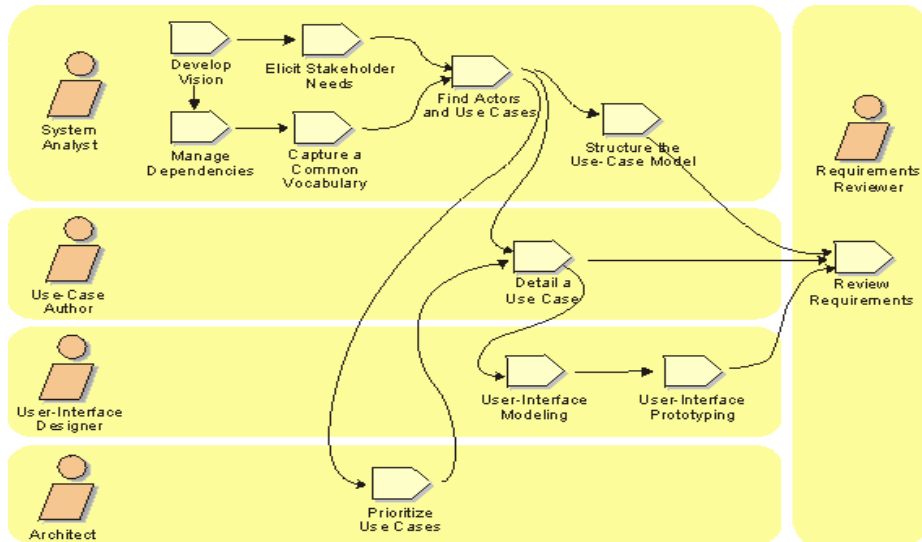 Develop
Vision
Elicit Stakeholder
Needs
Find Actors
and Use Cases
System
Analyst
Manage
Dependencies
Capture a
Common
Vocabulary
Structure the
Use-Case Model
Requirements
Reviewer
Use-Case
Author
Detail a
Use Case
Review
Requirements
User-Interface
Designer
User-Interface
Modeling
User-Interface
Prototyping
Architect
Prioritize
Use Cases